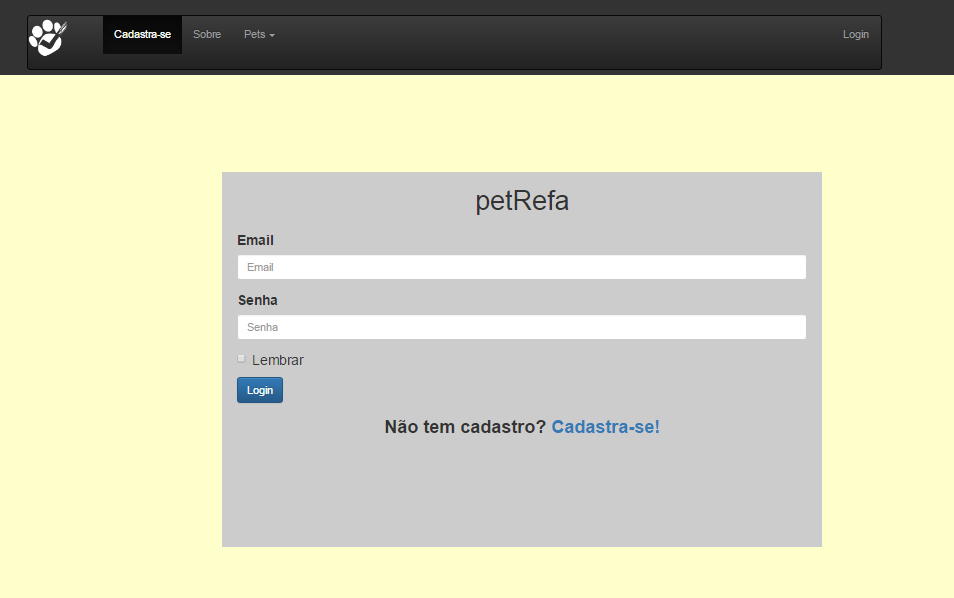 Cadastra-se Sobre Pets Login
petRefa
Email
Email
Senha
Senha
Lembrar
Login
Não tem cadastro? Cadastra-se!